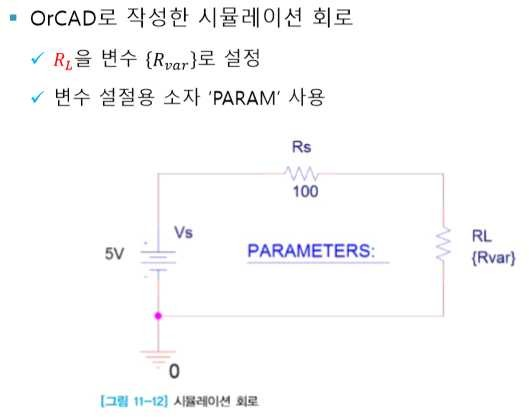 ▪ OrCAD로 작성한 시뮬레이션 회로
✓ R_L을 변수 {R_var}로 설정
✓ 변수 설절용 소자 'PARAM' 사용
Rs
100
Vs
5V
PARAMETERS:
RL
{Rvar}
0
[그림 11-12] 시뮬레이션 회로